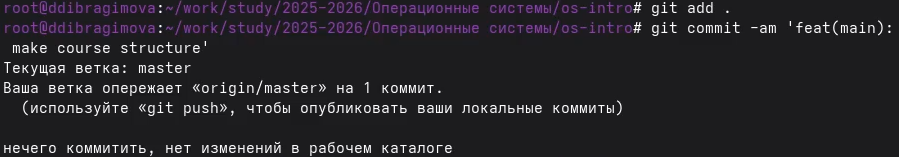 root@ddibragimova:~/work/study/2025-2026/Операционные системы/os-intro# git add .
root@ddibragimova:~/work/study/2025-2026/Операционные системы/os-intro# git commit -am 'feat(main):
 make course structure'
Текущая ветка: master
Ваша ветка опережает «origin/master» на 1 коммит.
  (используйте «git push», чтобы опубликовать ваши локальные коммиты)
нечего коммитить, нет изменений в рабочем каталоге